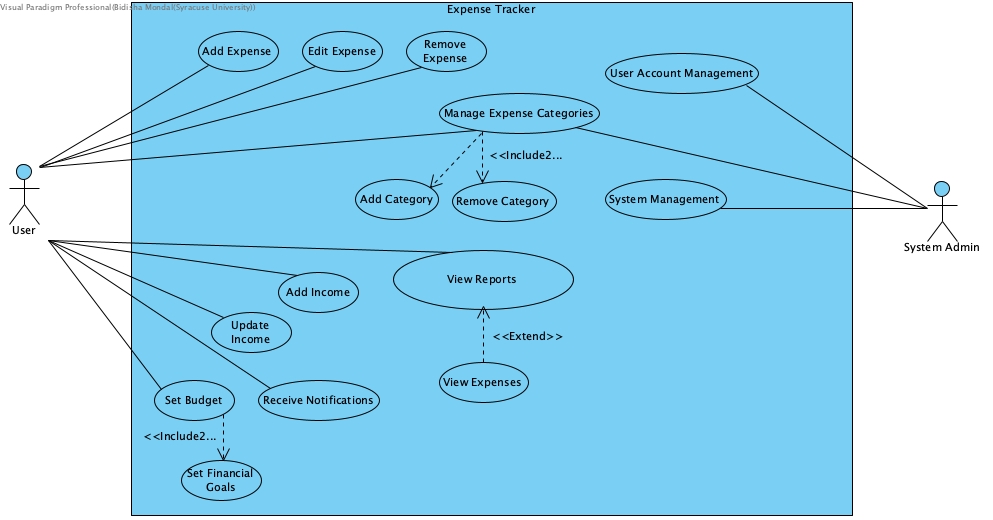 Visual Paradigm Professional(Bidisha Mondal(Syracuse University))
Expense Tracker
Add Expense
Edit Expense
Remove
Expense
User Account Management
Manage Expense Categories
<<Include2...
Add Category
Remove Category
System Management
User
System Admin
View Reports
Add Income
Update
Income
<<Extend>>
View Expenses
Set Budget
Receive Notifications
<<Include2...
Set Financial
Goals